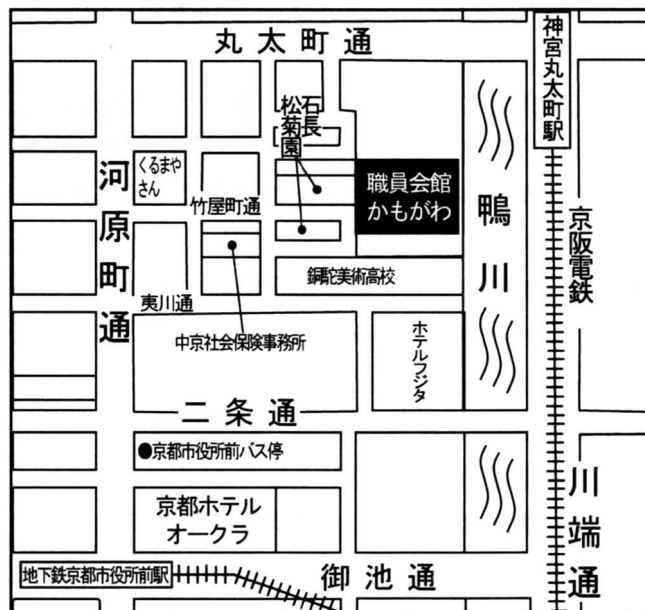 丸太町通
神宮丸太町駅
石長
松菊園
くるまや
さん
河原町通
竹屋町通
職員会館
かもがわ
鴨川
京阪電鉄
銅駝美術高校
夷川通
中京社会保険事務所
ホテルフジタ
二条通
京都市役所前バス停
京都ホテル
オークラ
川端通
御池通
地下鉄京都市役所前駅